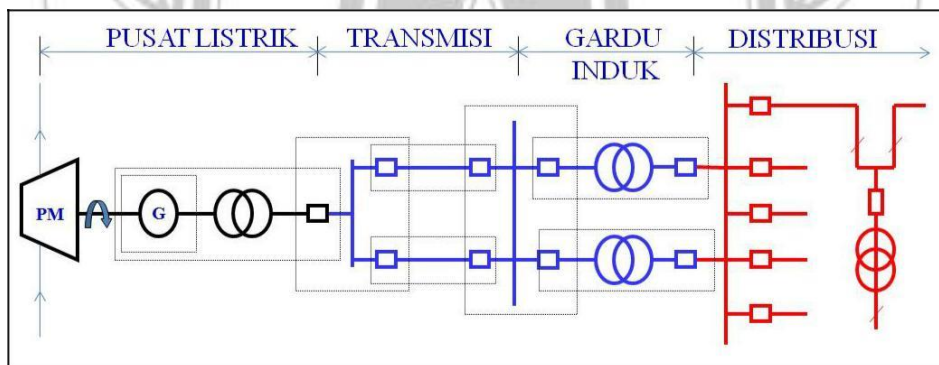 PUSAT LISTRIK
TRANSMISI
GARDU
INDUK
DISTRIBUSI
PM
G